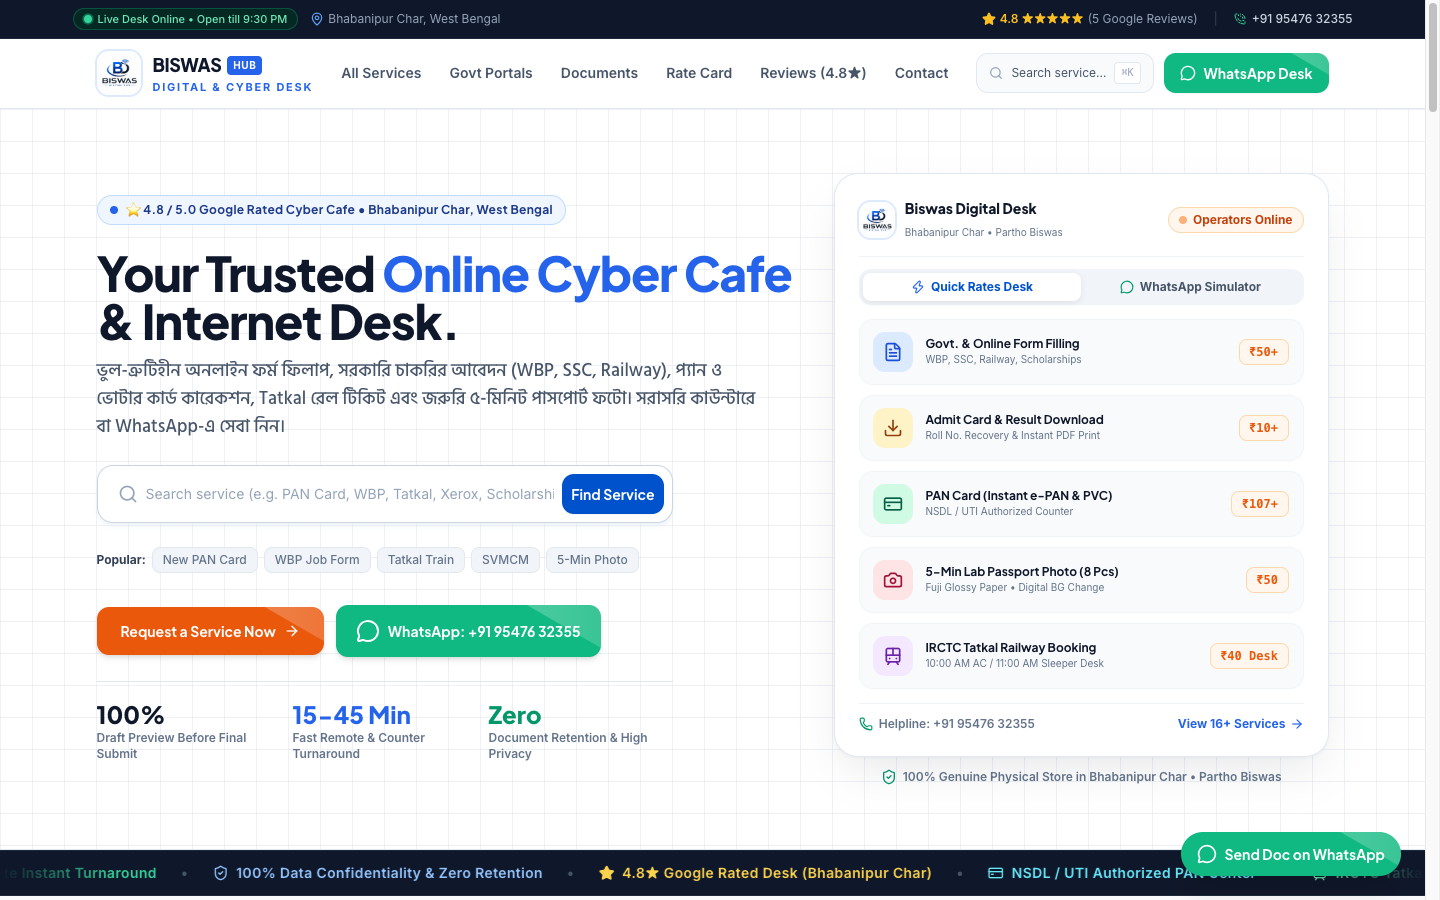 Live Desk Online • Open till 9:30 PM
Bhabanipur Char, West Bengal
4.8 ★★★★★ (5 Google Reviews)
+91 95476 32355
BISWAS HUB
DIGITAL & CYBER DESK
All Services
Govt Portals
Documents
Rate Card
Reviews (4.8★)
Contact
Search service...
⌘K
WhatsApp Desk
⭐ 4.8 / 5.0 Google Rated Cyber Cafe • Bhabanipur Char, West Bengal
Your Trusted Online Cyber Cafe
& Internet Desk.
ভুল-ত্রুটিহীন অনলাইন ফর্ম ফিলাপ, সরকারি চাকরির আবেদন (WBP, SSC, Railway), প্যান ও
ভোটার কার্ড কারেকশন, Tatkal রেল টিকিট এবং জরুরি ৫-মিনিট পাসপোর্ট ফটো। সরাসরি কাউন্টারে
বা WhatsApp-এ সেবা নিন।
Search service (e.g. PAN Card, WBP, Tatkal, Xerox, Scholarshi
Find Service
Popular:
New PAN Card
WBP Job Form
Tatkal Train
SVMCM
5-Min Photo
Request a Service Now →
WhatsApp: +91 95476 32355
100%
Draft Preview Before Final
Submit
15–45 Min
Fast Remote & Counter
Turnaround
Zero
Document Retention & High
Privacy
BISWAS
Biswas Digital Desk
Bhabanipur Char • Partho Biswas
Operators Online
Quick Rates Desk
WhatsApp Simulator
Govt. & Online Form Filling
WBP, SSC, Railway, Scholarships
₹50+
Admit Card & Result Download
Roll No. Recovery & Instant PDF Print
₹10+
PAN Card (Instant e-PAN & PVC)
NSDL / UTI Authorized Counter
₹107+
5-Min Lab Passport Photo (8 Pcs)
Fuji Glossy Paper • Digital BG Change
₹50
IRCTC Tatkal Railway Booking
10:00 AM AC / 11:00 AM Sleeper Desk
₹40 Desk
Helpline: +91 95476 32355
View 16+ Services →
100% Genuine Physical Store in Bhabanipur Char • Partho Biswas
Send Doc on WhatsApp
Instant Turnaround • 100% Data Confidentiality & Zero Retention • 4.8★ Google Rated Desk (Bhabanipur Char) • NSDL / UTI Authorized PAN Center